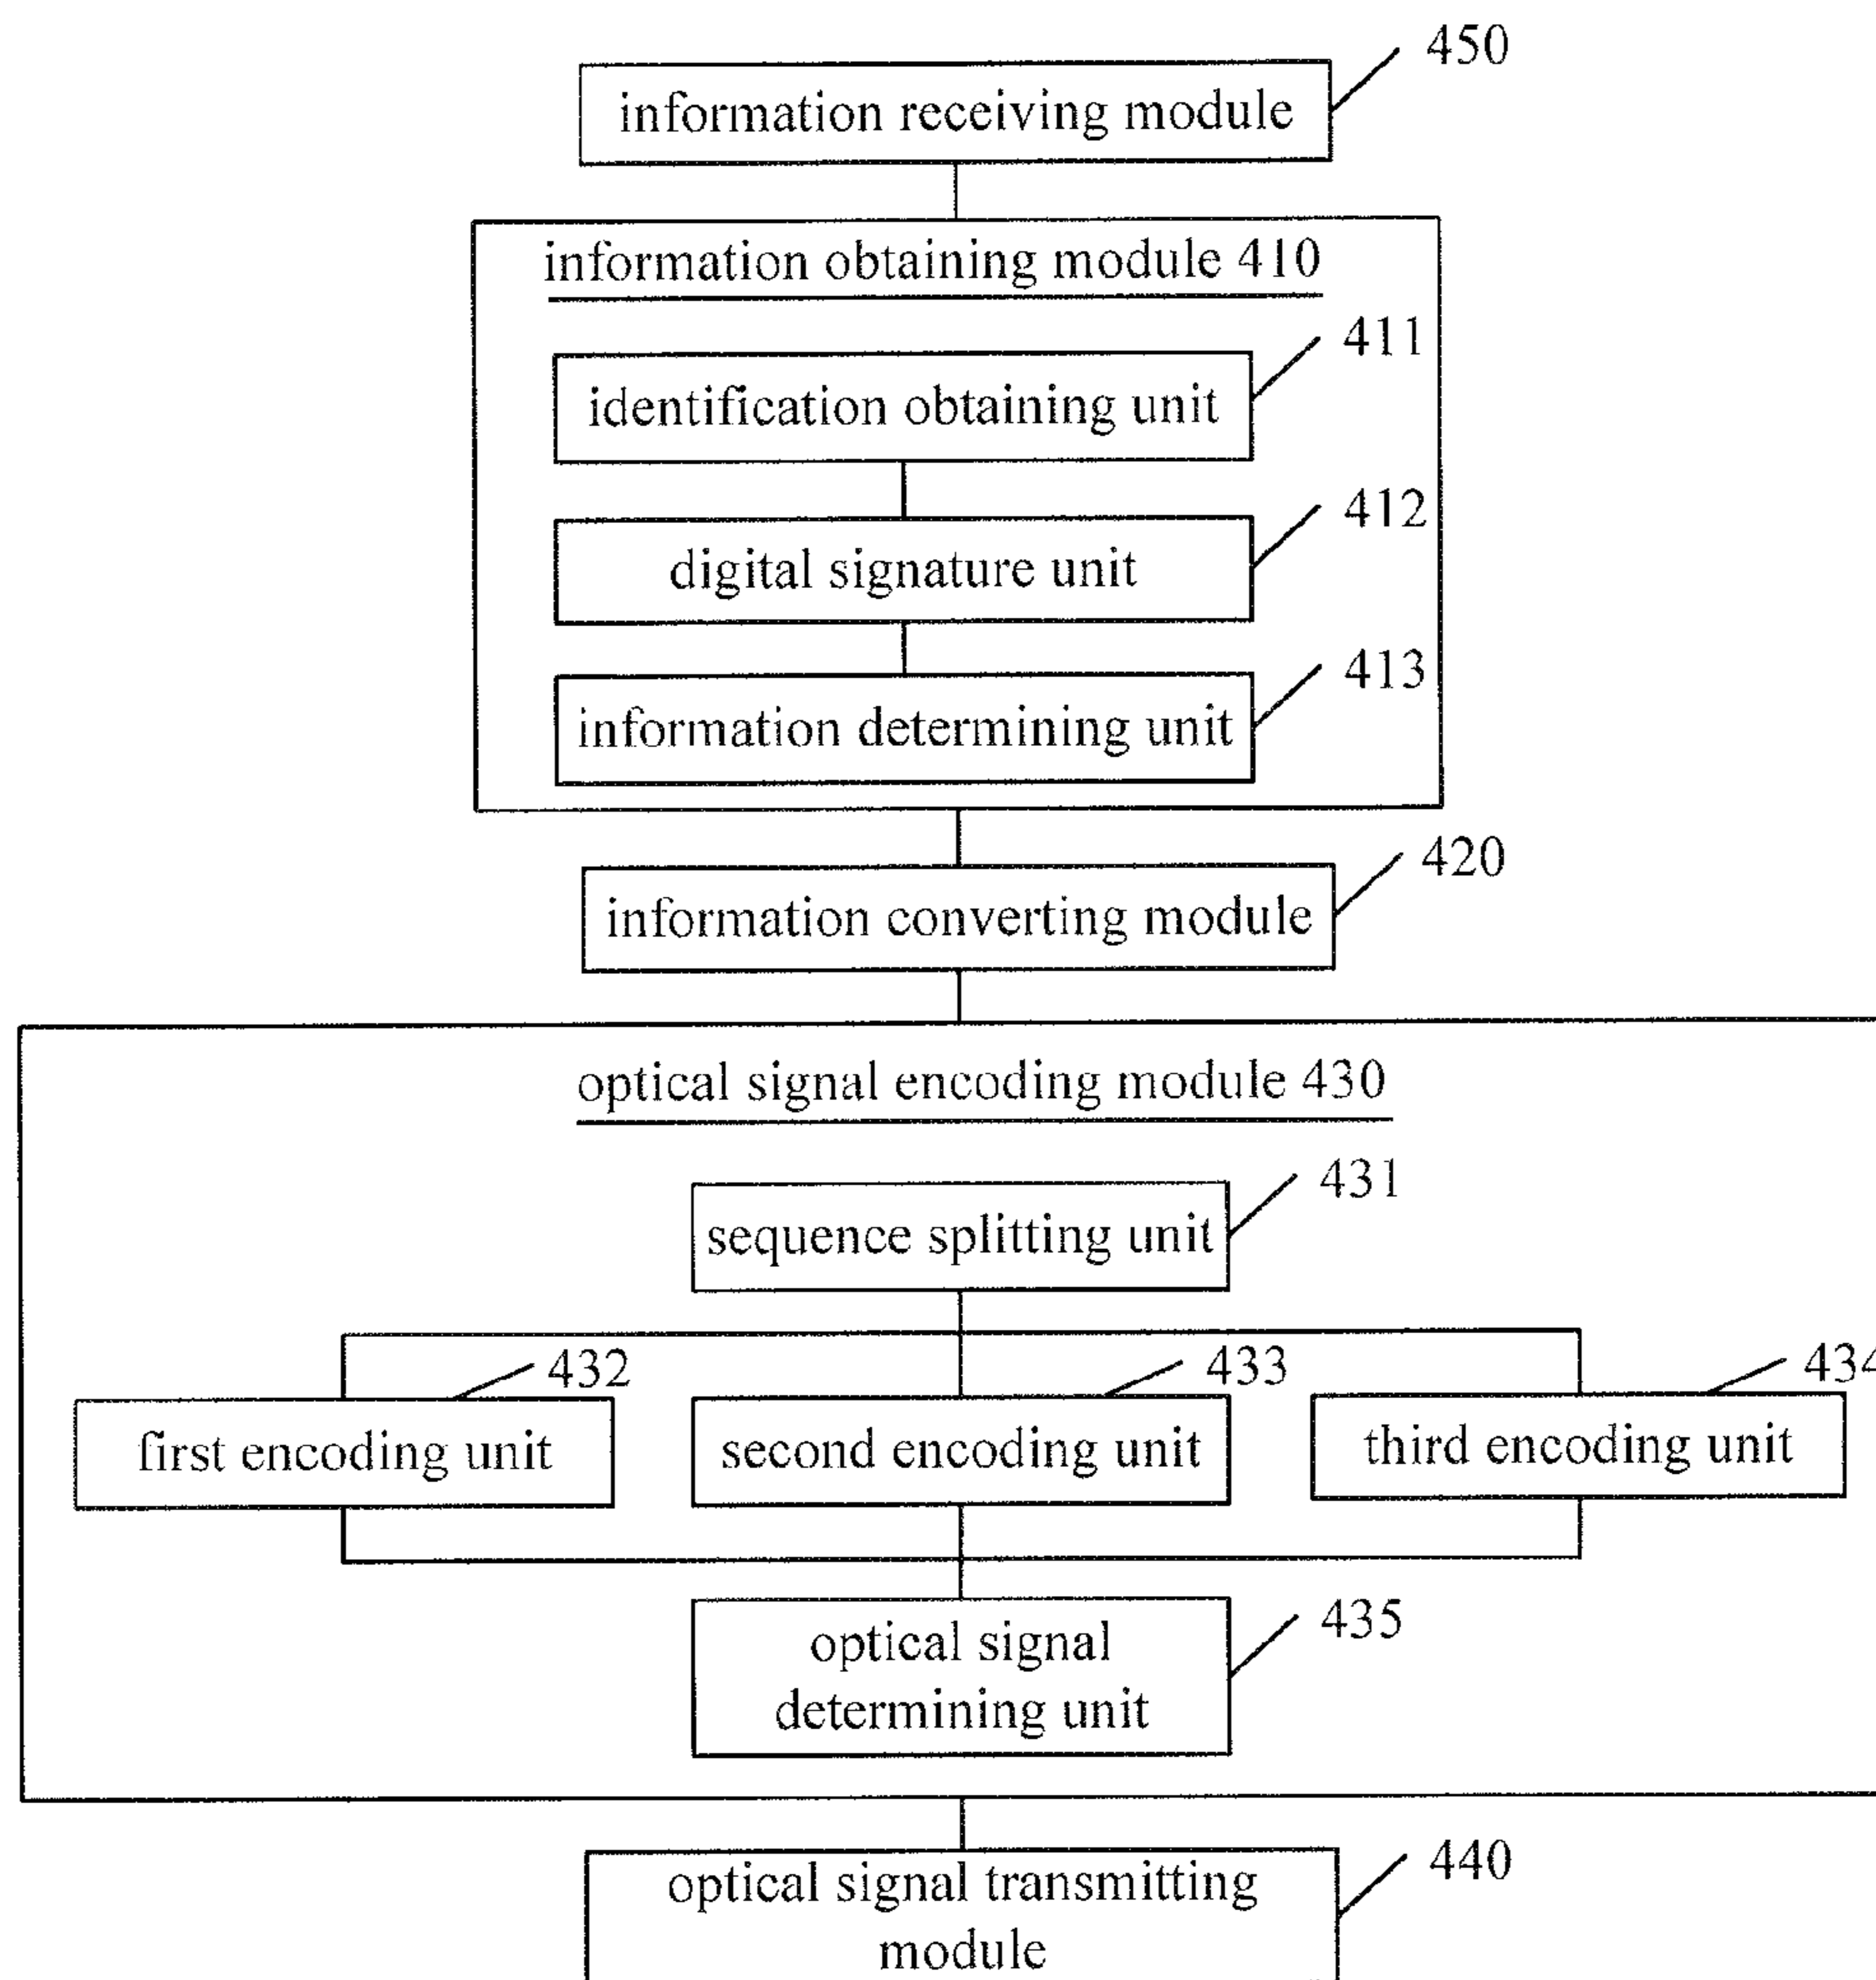 450
information receiving module
information obtaining module 410
411
identification obtaining unit
412
digital signature unit
413
information determining unit
420
information converting module
optical signal encoding module 430
431
sequence splitting unit
432
433
434
first encoding unit
second encoding unit
third encoding unit
435
optical signal
determining unit
440
optical signal transmitting
module